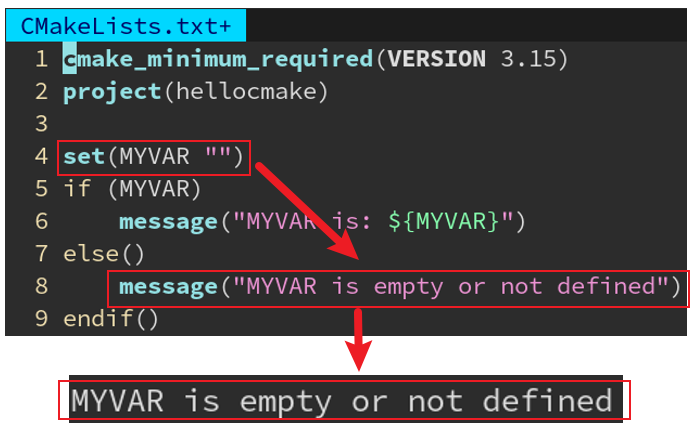 CMakeLists.txt+
1 cmake_minimum_required(VERSION 3.15)
2 project(hellocmake)
3
4 set(MYVAR "")
5 if (MYVAR)
6     message("MYVAR is: ${MYVAR}")
7 else()
8     message("MYVAR is empty or not defined")
9 endif()
MYVAR is empty or not defined